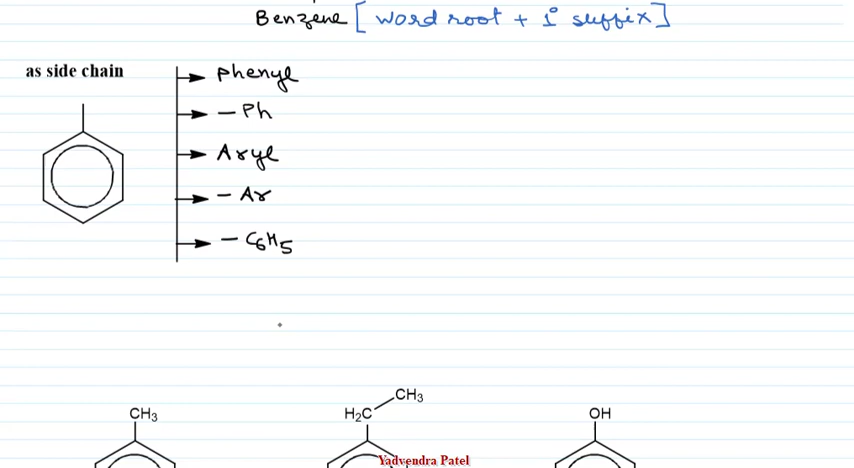 Benzene [ word root + 1° suffix ]
as side chain
Phenyl
- Ph
Aryl
- Ar
- C6H5
CH3
H2C CH3
OH
Yadvendra Patel